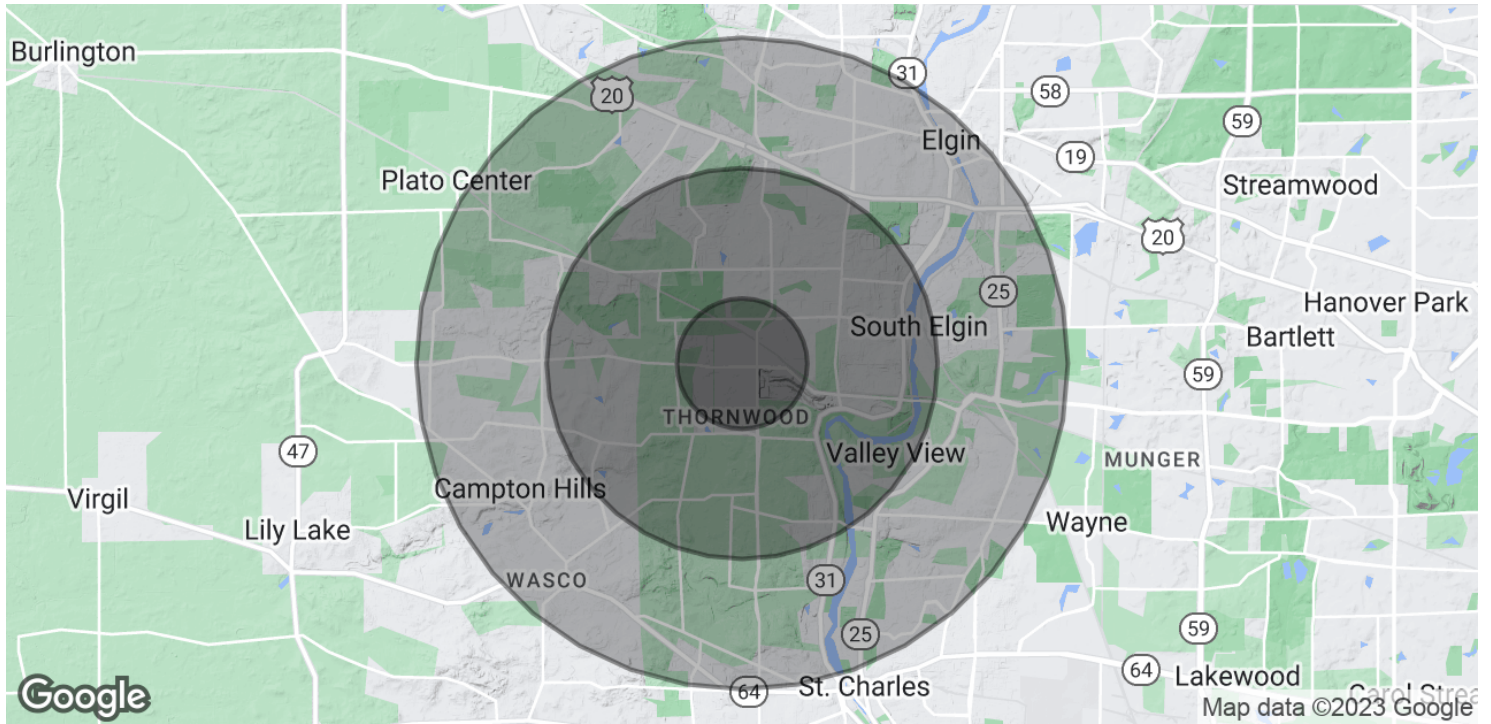 Burlington
31
20
58
59
Elgin
19
Plato Center
Streamwood
20
25
Hanover Park
South Elgin
Bartlett
59
THORNWOOD
47
Valley View
MUNGER
Campton Hills
Virgil
Lily Lake
Wayne
WASCO
31
59
25
64
Lakewood
64
St. Charles
Carol Strea
Google
Map data ©2023 Google